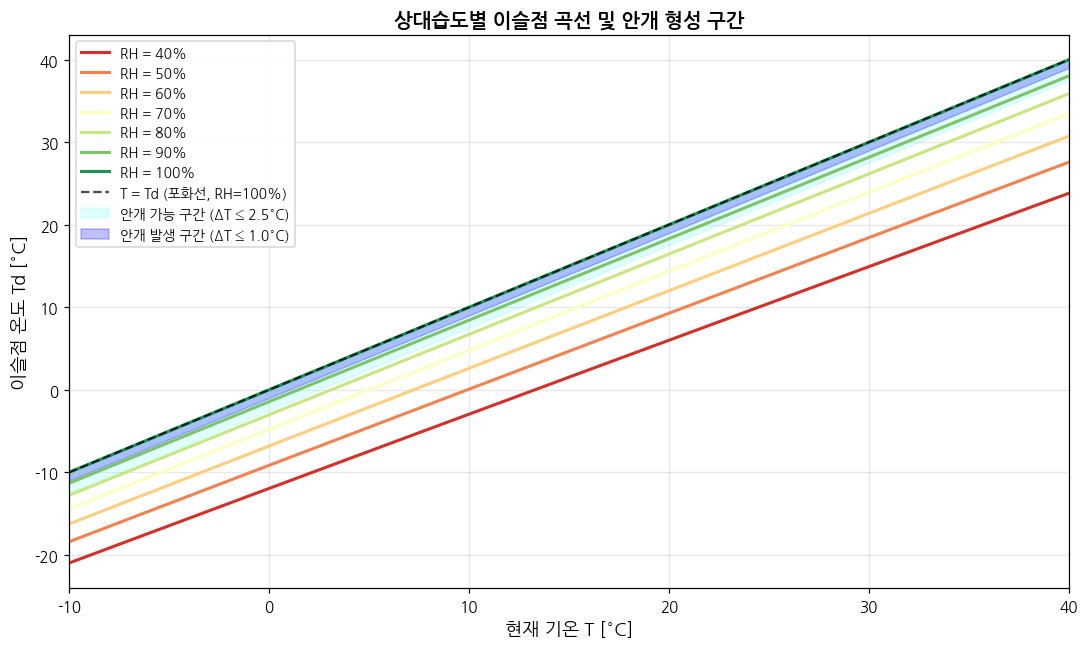 상대습도별 이슬점 곡선 및 안개 형성 구간
RH = 40%
RH = 50%
RH = 60%
RH = 70%
RH = 80%
RH = 90%
RH = 100%
T = Td (포화선, RH=100%)
안개 가능 구간 (ΔT ≤ 2.5°C)
안개 발생 구간 (ΔT ≤ 1.0°C)
이슬점 온도 Td [°C]
40
30
20
10
0
-10
-20
-10 0 10 20 30 40
현재 기온 T [°C]